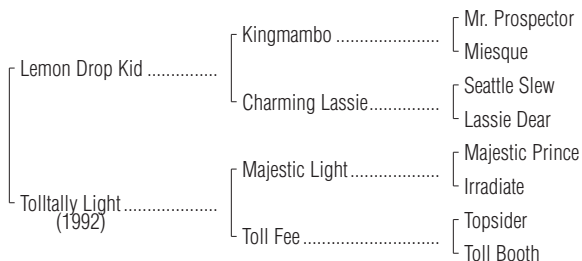 Mr. Prospector
Kingmambo ....................
Miesque
Lemon Drop Kid ..............
Seattle Slew
Charming Lassie..............
Lassie Dear
Majestic Prince
Majestic Light..................
Irradiate
Tolltally Light...................
(1992)
Topsider
Toll Fee...........................
Toll Booth